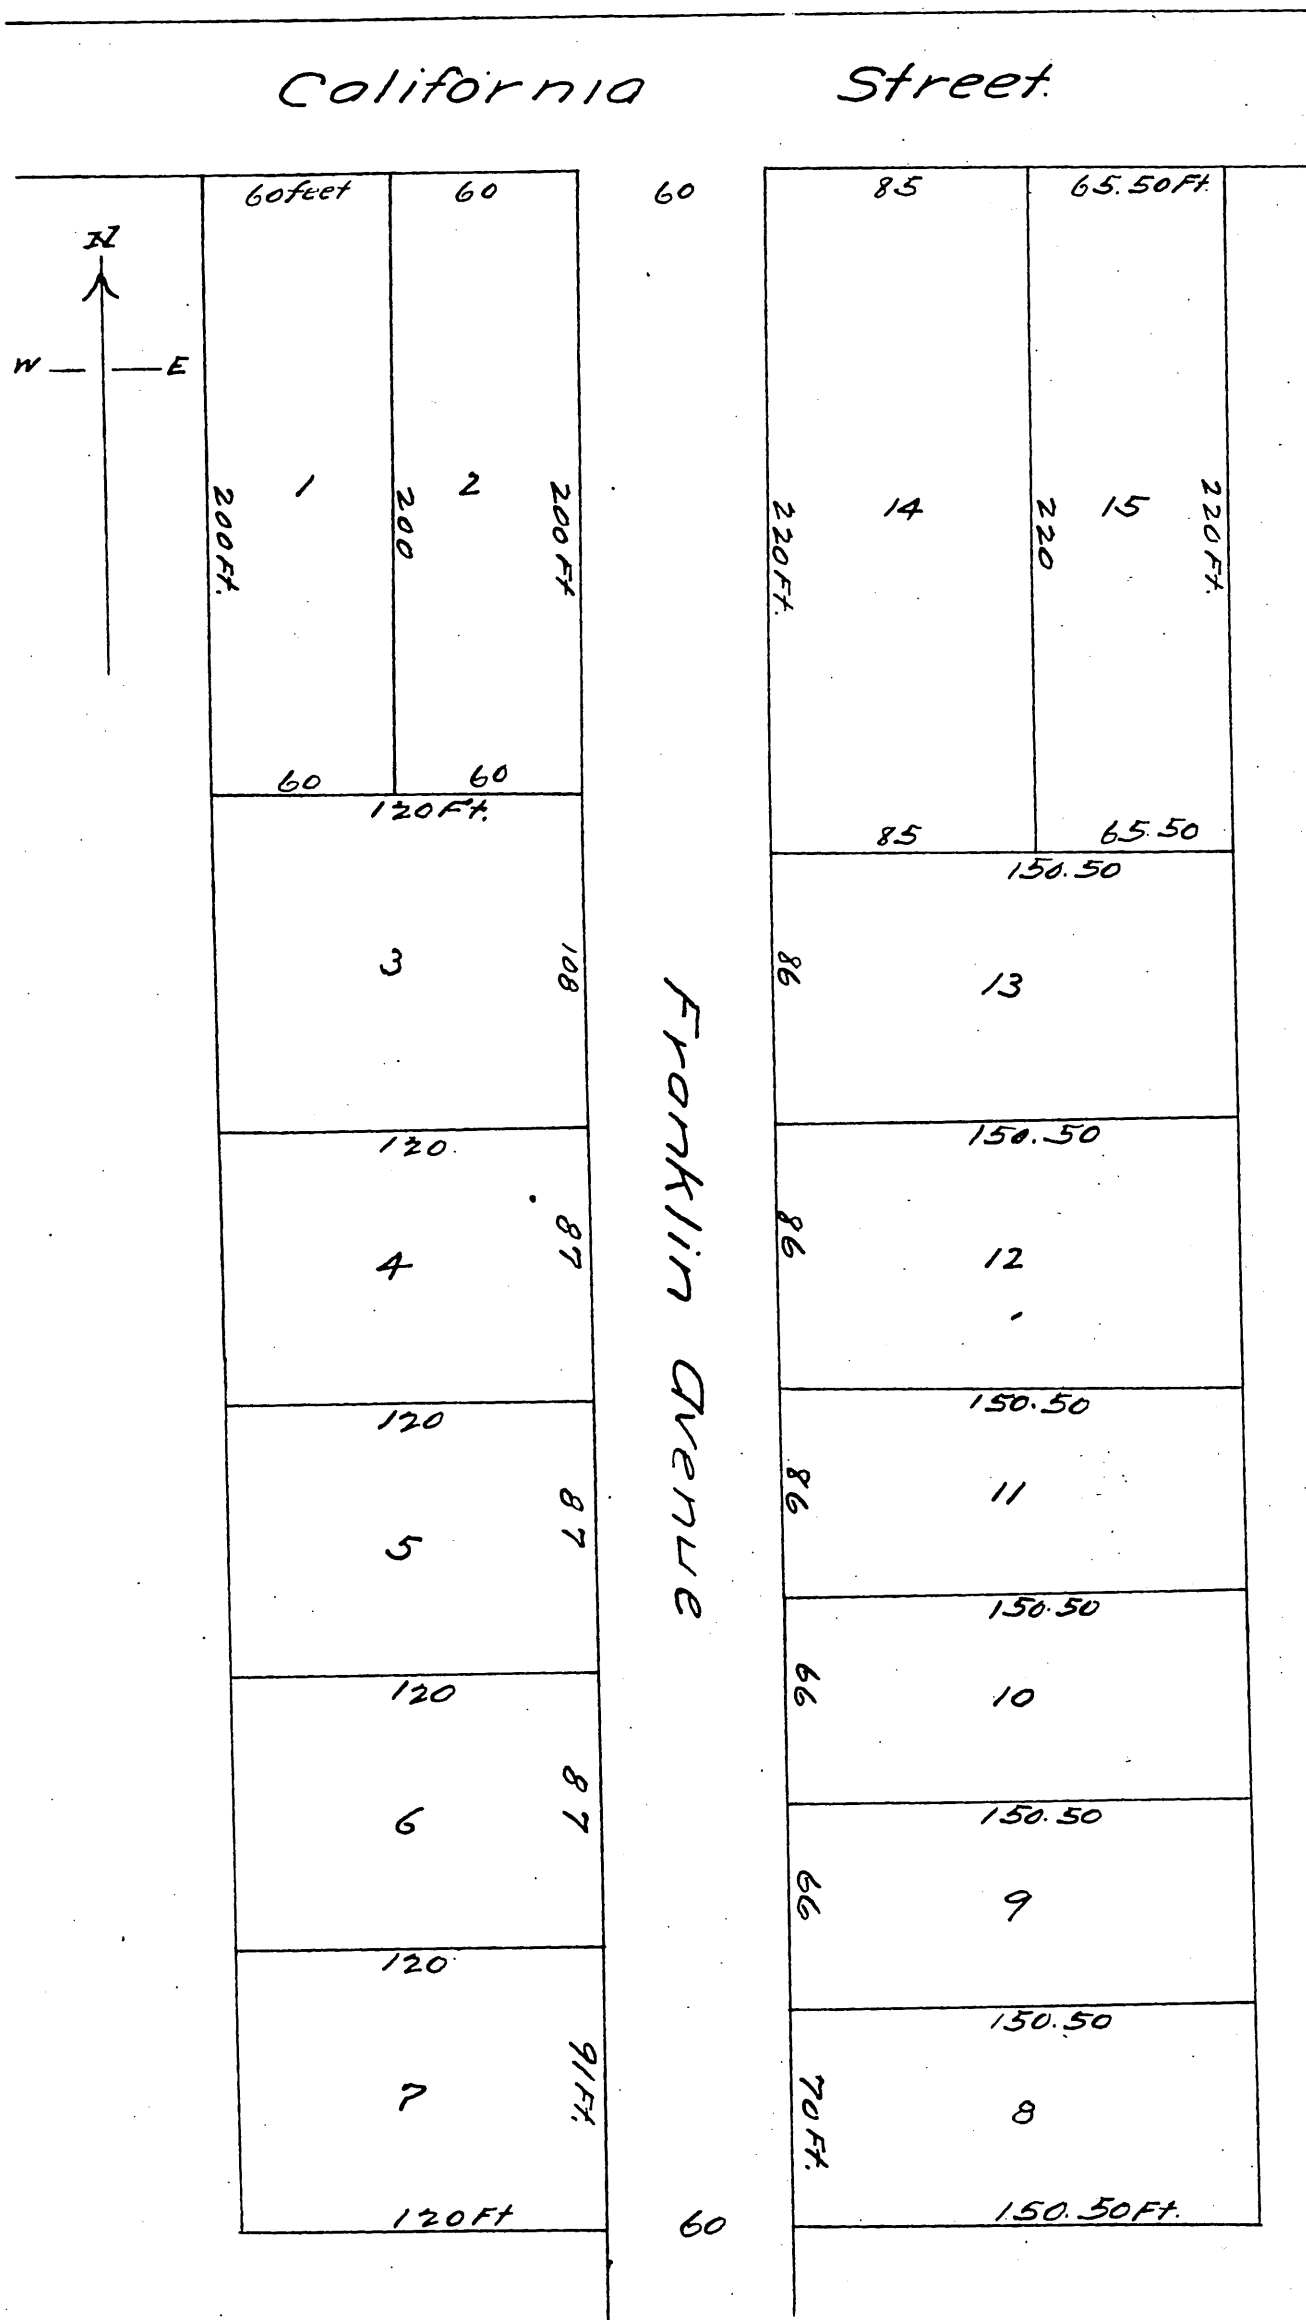 California Street.
60feet 60 60 85 65.50Ft.
N
W E
1 2 14 15
200Ft. 200 200Ft 220Ft. 220 220Ft.
60 60
120Ft.
85 65.50
150.50
3 108 86 13
Franklin Avenue
120. 150.50
4 87 86 12
120 150.50
5 87 86 11
120 150.50
6 87 66 10
150.50
66 9
120
150.50
7 91Ft. 70Ft. 8
120Ft 60 150.50Ft.